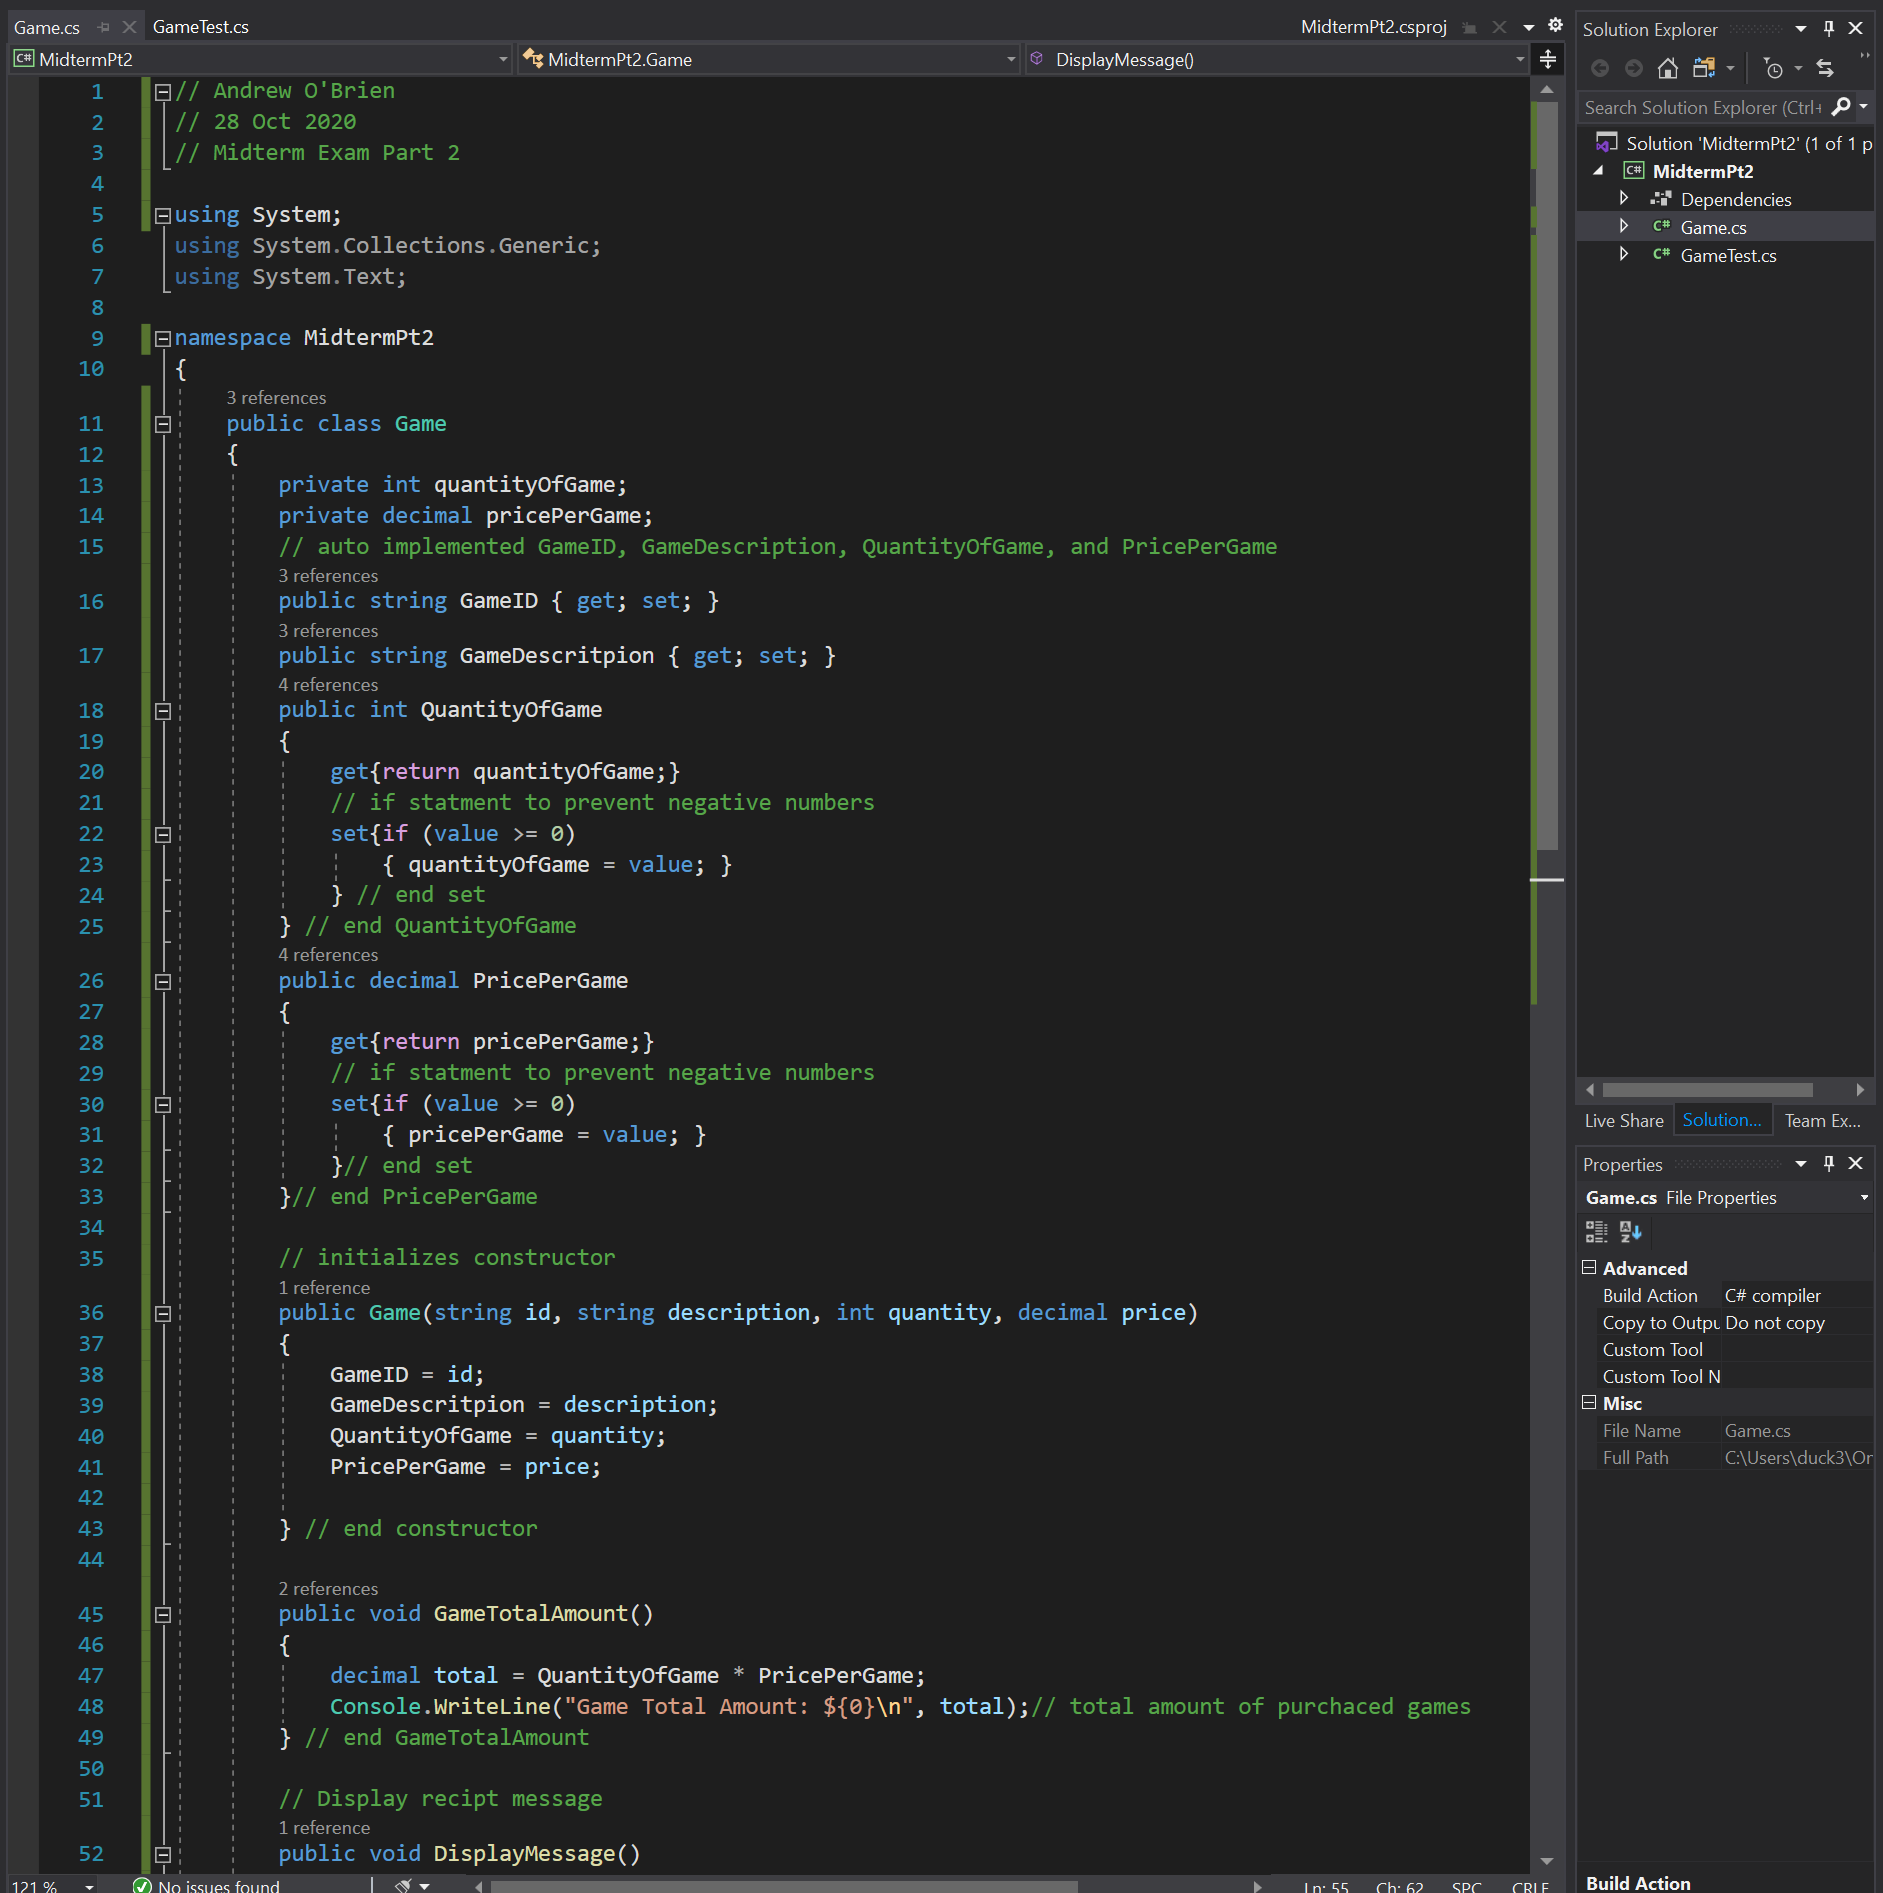 Game.cs
GameTest.cs
MidtermPt2.csproj
MidtermPt2
MidtermPt2.Game
DisplayMessage()
1 // Andrew O'Brien
2 // 28 Oct 2020
3 // Midterm Exam Part 2
4
5 using System;
6 using System.Collections.Generic;
7 using System.Text;
8
9 namespace MidtermPt2
10 {
3 references
11 public class Game
12 {
13 private int quantityOfGame;
14 private decimal pricePerGame;
15 // auto implemented GameID, GameDescription, QuantityOfGame, and PricePerGame
3 references
16 public string GameID { get; set; }
3 references
17 public string GameDescritpion { get; set; }
4 references
18 public int QuantityOfGame
19 {
20 get{return quantityOfGame;}
21 // if statment to prevent negative numbers
22 set{if (value >= 0)
23 { quantityOfGame = value; }
24 } // end set
25 } // end QuantityOfGame
4 references
26 public decimal PricePerGame
27 {
28 get{return pricePerGame;}
29 // if statment to prevent negative numbers
30 set{if (value >= 0)
31 { pricePerGame = value; }
32 }// end set
33 }// end PricePerGame
34
35 // initializes constructor
1 reference
36 public Game(string id, string description, int quantity, decimal price)
37 {
38 GameID = id;
39 GameDescritpion = description;
40 QuantityOfGame = quantity;
41 PricePerGame = price;
42
43 } // end constructor
44
2 references
45 public void GameTotalAmount()
46 {
47 decimal total = QuantityOfGame * PricePerGame;
48 Console.WriteLine("Game Total Amount: ${0}\n", total);// total amount of purchaced games
49 } // end GameTotalAmount
50
51 // Display recipt message
1 reference
52 public void DisplayMessage()
121 %
No issues found
Ln: 55 Ch: 62 SPC CRLF
Solution Explorer
Search Solution Explorer (Ctrl+
Solution 'MidtermPt2' (1 of 1 p
C# MidtermPt2
Dependencies
C# Game.cs
C# GameTest.cs
Live Share
Solution...
Team Ex...
Properties
Game.cs File Properties
Advanced
Build Action C# compiler
Copy to Outpu Do not copy
Custom Tool
Custom Tool N
Misc
File Name Game.cs
Full Path C:\Users\duck3\Or
Build Action